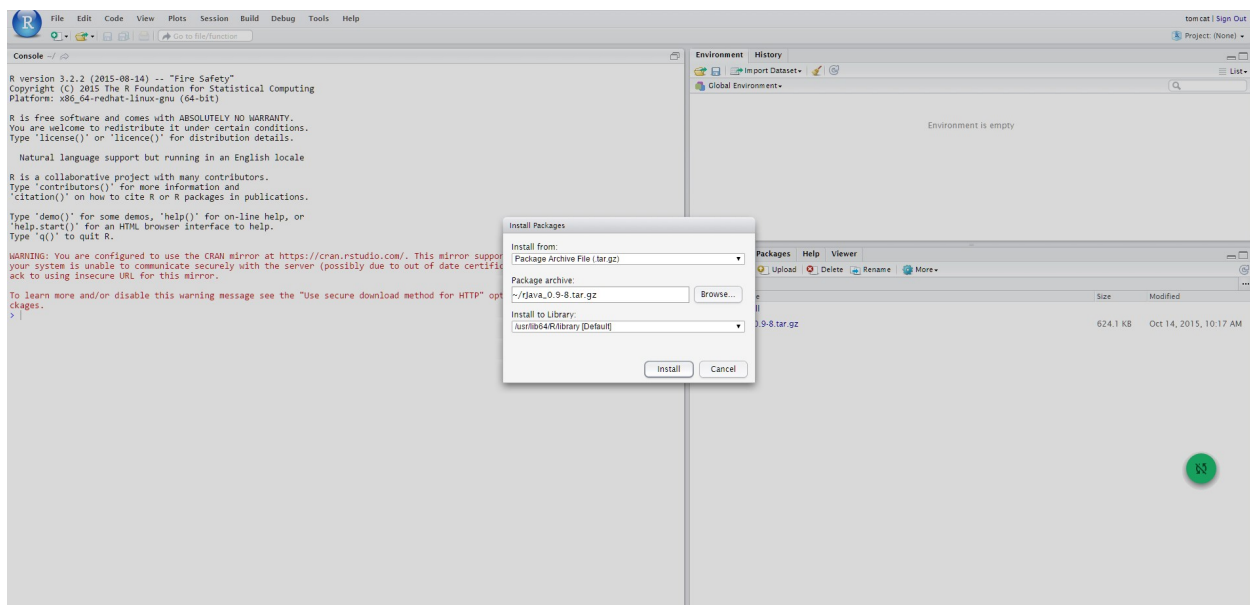 R File Edit Code View Plots Session Build Debug Tools Help
tomcat | Sign Out
Go to file/function
Project: (None)
Console ~/
R version 3.2.2 (2015-08-14) -- "Fire Safety"
Copyright (C) 2015 The R Foundation for Statistical Computing
Platform: x86_64-redhat-linux-gnu (64-bit)
R is free software and comes with ABSOLUTELY NO WARRANTY.
You are welcome to redistribute it under certain conditions.
Type 'license()' or 'licence()' for distribution details.
Natural language support but running in an English locale
R is a collaborative project with many contributors.
Type 'contributors()' for more information and
'citation()' on how to cite R or R packages in publications.
Type 'demo()' for some demos, 'help()' for on-line help, or
'help.start()' for an HTML browser interface to help.
Type 'q()' to quit R.
WARNING: You are configured to use the CRAN mirror at https://cran.rstudio.com/. This mirror suppor
your system is unable to communicate securely with the server (possibly due to out of date certific
ack to using insecure URL for this mirror.
To learn more and/or disable this warning message see the "Use secure download method for HTTP" opt
ckages.
>
Install Packages
Install from:
Package Archive File (.tar.gz)
Package archive:
~/rJava_0.9-8.tar.gz
Browse...
Install to Library:
/usr/lib64/R/library [Default]
Install Cancel
Environment History
Import Dataset
List
Global Environment
Environment is empty
Packages Help Viewer
Upload Delete Rename More
Size Modified
0.9-8.tar.gz 624.1 KB Oct 14, 2015, 10:17 AM